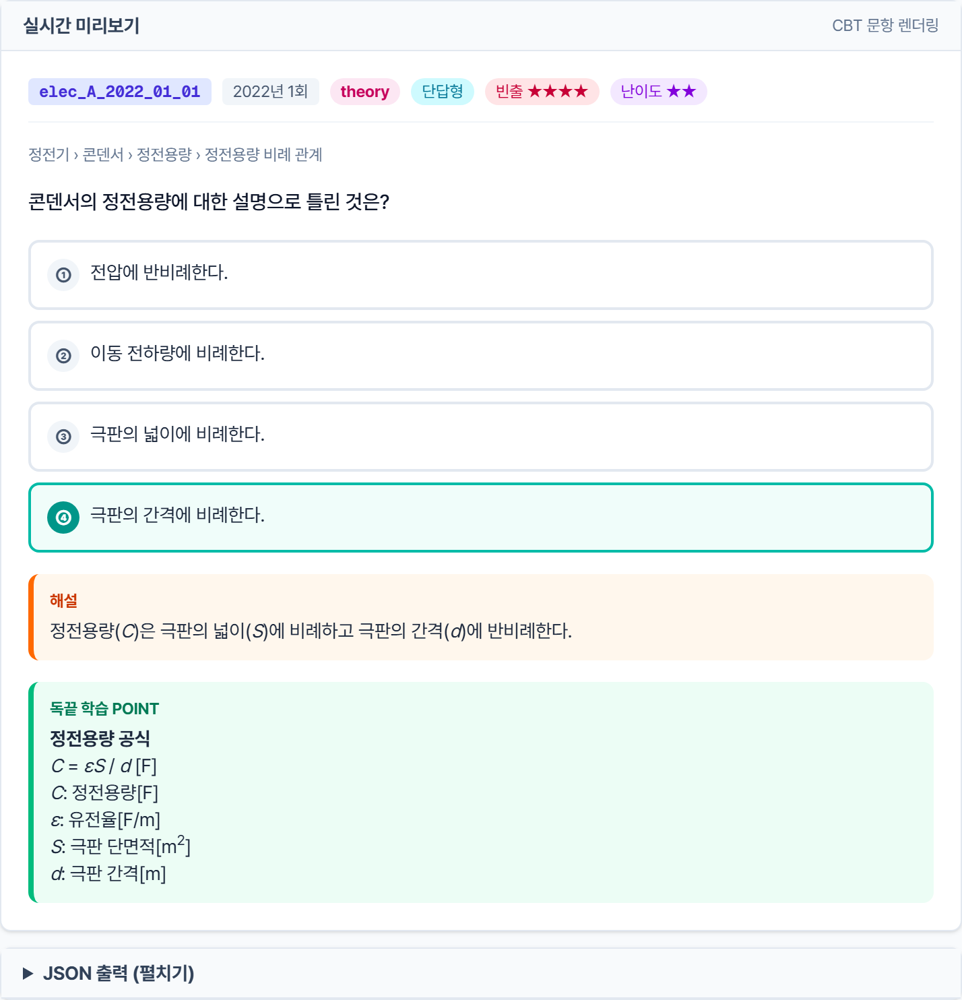 실시간 미리보기
CBT 문항 렌더링
elec_A_2022_01_01 2022년 1회 theory 단답형 빈출 ★★★★ 난이도 ★★
정전기 › 콘덴서 › 정전용량 › 정전용량 비례 관계
콘덴서의 정전용량에 대한 설명으로 틀린 것은?
① 전압에 반비례한다.
② 이동 전하량에 비례한다.
③ 극판의 넓이에 비례한다.
④ 극판의 간격에 비례한다.
해설
정전용량(C)은 극판의 넓이(S)에 비례하고 극판의 간격(d)에 반비례한다.
독끝 학습 POINT
정전용량 공식
C = εS / d [F]
C: 정전용량[F]
ε: 유전율[F/m]
S: 극판 단면적[m²]
d: 극판 간격[m]
▶ JSON 출력 (펼치기)